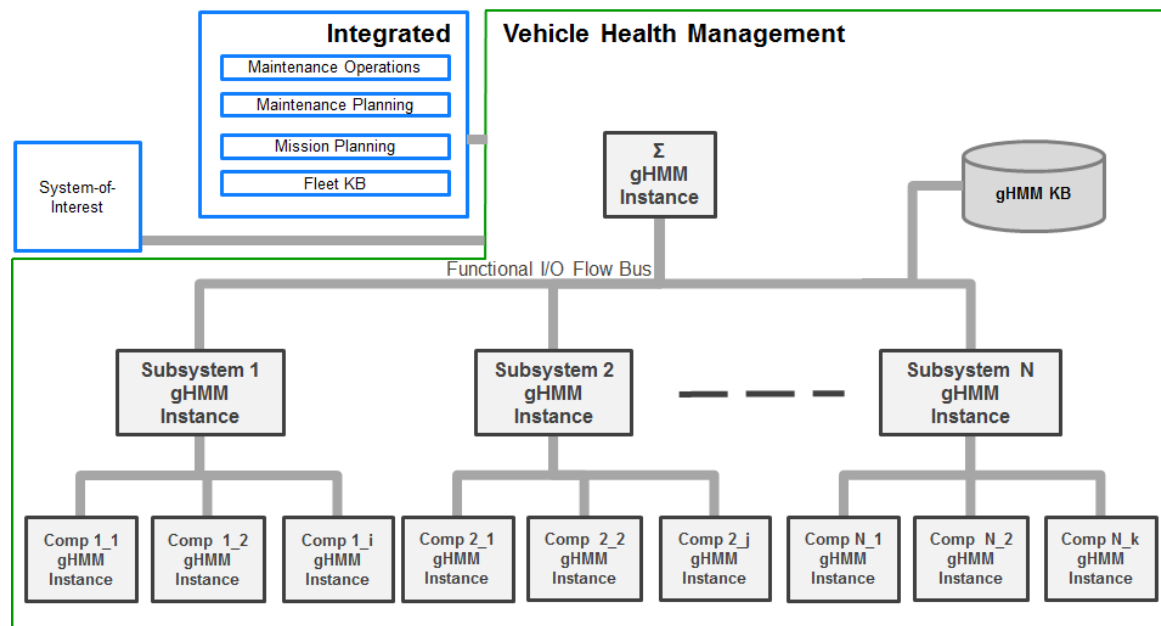 Integrated
Vehicle Health Management
Maintenance Operations
Maintenance Planning
Mission Planning
Fleet KB
System-of-
Interest
Σ
gHMM
Instance
gHMM KB
Functional I/O Flow Bus
Subsystem 1
gHMM
Instance
Subsystem 2
gHMM
Instance
Subsystem N
gHMM
Instance
Comp 1_1
gHMM
Instance
Comp 1_2
gHMM
Instance
Comp 1_i
gHMM
Instance
Comp 2_1
gHMM
Instance
Comp 2_2
gHMM
Instance
Comp 2_j
gHMM
Instance
Comp N_1
gHMM
Instance
Comp N_2
gHMM
Instance
Comp N_k
gHMM
Instance